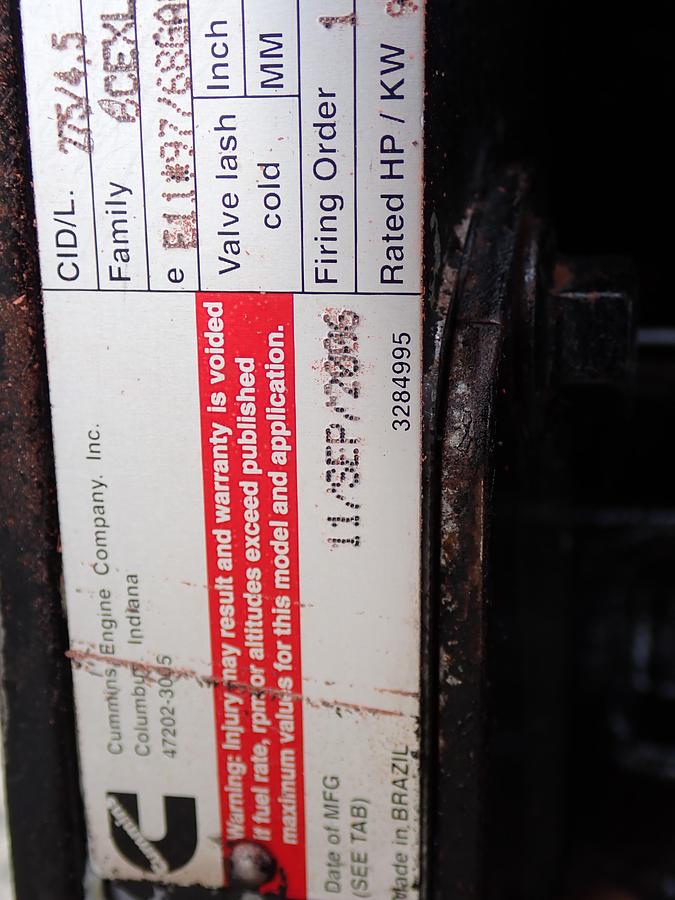 Cummins
Cummins Engine Company, Inc.
Columbus, Indiana
47202-3005
Warning: Injury may result and warranty is voided
if fuel rate, rpm or altitudes exceed published
maximum values for this model and application.
Date of MFG
(SEE TAB)
11/SEP/2006
Made in BRAZIL
3284995
CID/L. 275/4.5
Family
e
Valve lash
cold
Inch
MM
Firing Order 1
Rated HP / KW